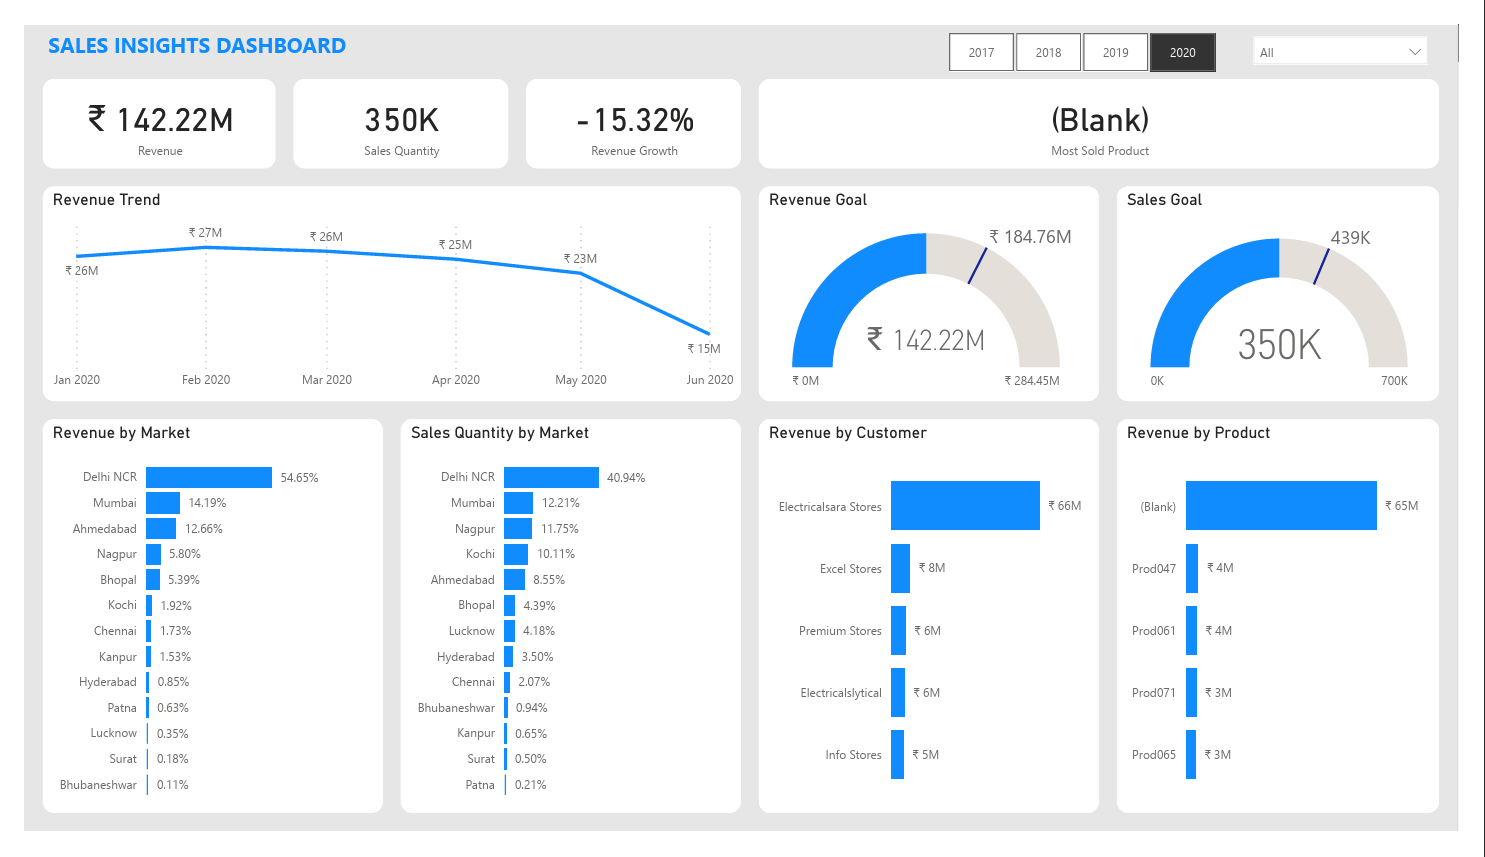 SALES INSIGHTS DASHBOARD
2017 2018 2019 2020
All
₹ 142.22M
Revenue
350K
Sales Quantity
-15.32%
Revenue Growth
(Blank)
Most Sold Product
Revenue Trend
₹ 26M
₹ 27M
₹ 26M
₹ 25M
₹ 23M
₹ 15M
Jan 2020 Feb 2020 Mar 2020 Apr 2020 May 2020 Jun 2020
Revenue Goal
₹ 184.76M
₹ 142.22M
₹ 0M ₹ 284.45M
Sales Goal
439K
350K
0K 700K
Revenue by Market
Delhi NCR 54.65%
Mumbai 14.19%
Ahmedabad 12.66%
Nagpur 5.80%
Bhopal 5.39%
Kochi 1.92%
Chennai 1.73%
Kanpur 1.53%
Hyderabad 0.85%
Patna 0.63%
Lucknow 0.35%
Surat 0.18%
Bhubaneshwar 0.11%
Sales Quantity by Market
Delhi NCR 40.94%
Mumbai 12.21%
Nagpur 11.75%
Kochi 10.11%
Ahmedabad 8.55%
Bhopal 4.39%
Lucknow 4.18%
Hyderabad 3.50%
Chennai 2.07%
Bhubaneshwar 0.94%
Kanpur 0.65%
Surat 0.50%
Patna 0.21%
Revenue by Customer
Electricalsara Stores ₹ 66M
Excel Stores ₹ 8M
Premium Stores ₹ 6M
Electricalslytical ₹ 6M
Info Stores ₹ 5M
Revenue by Product
(Blank) ₹ 65M
Prod047 ₹ 4M
Prod061 ₹ 4M
Prod071 ₹ 3M
Prod065 ₹ 3M